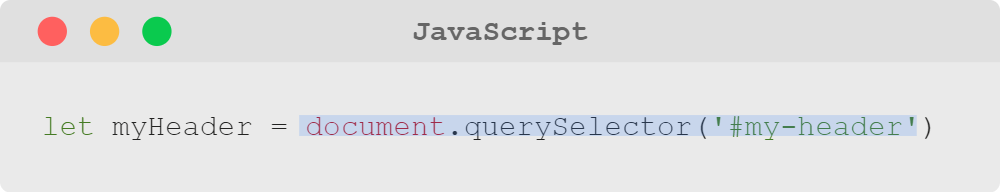 JavaScript
let myHeader = document.querySelector('#my-header')